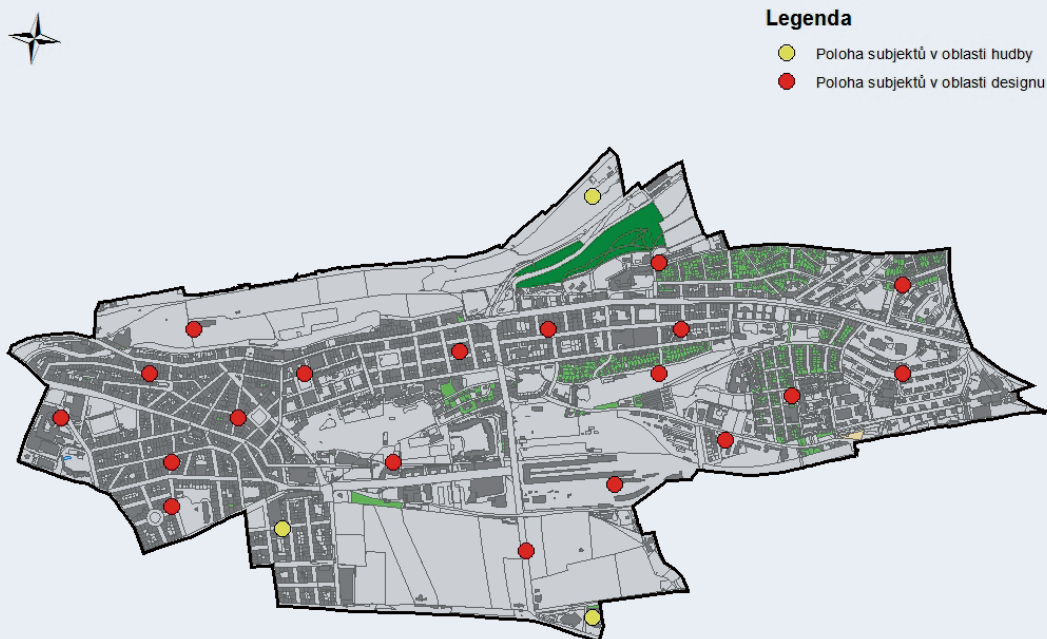 Legenda
Poloha subjektů v oblasti hudby
Poloha subjektů v oblasti designu